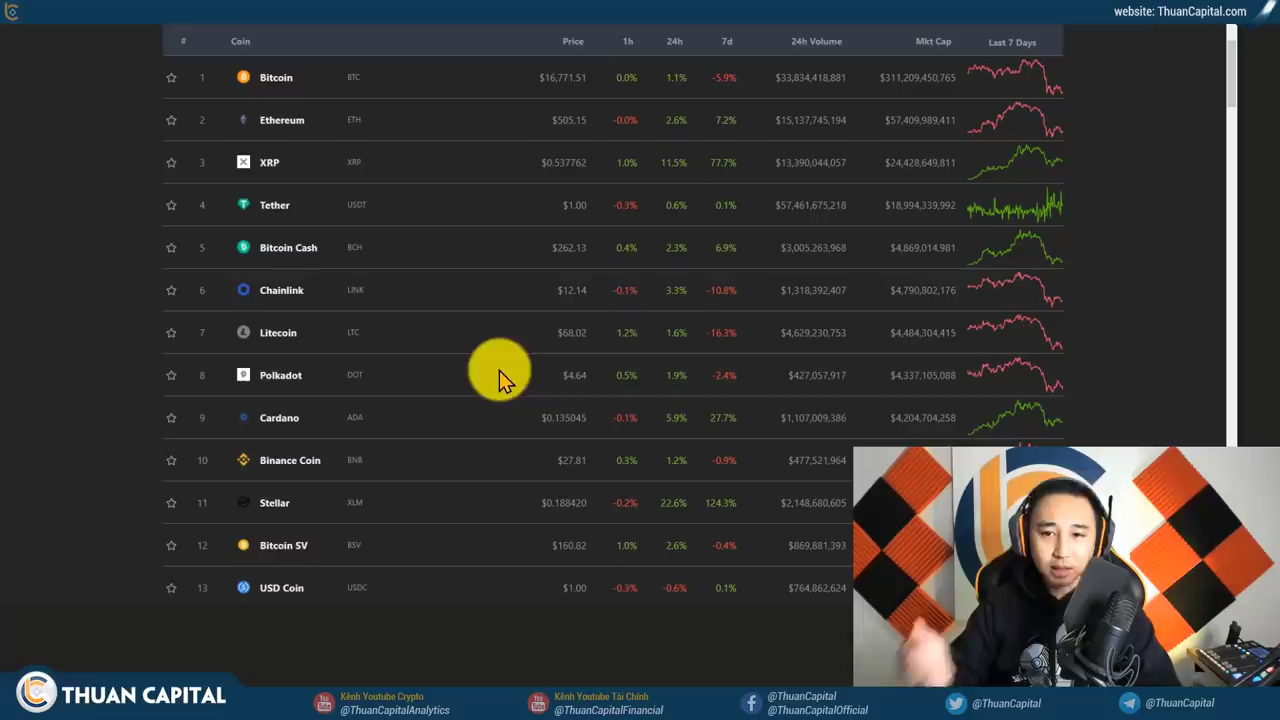 website: ThuanCapital.com
# Coin Price 1h 24h 7d 24h Volume Mkt Cap Last 7 Days
1 Bitcoin BTC $16,771.51 0.0% 1.1% -5.9% $33,834,418,881 $311,209,450,765
2 Ethereum ETH $505.15 -0.0% 2.6% 7.2% $15,137,745,194 $57,409,989,411
3 XRP XRP $0.537762 1.0% 11.5% 77.7% $13,390,044,057 $24,428,649,811
4 Tether USDT $1.00 -0.3% 0.6% 0.1% $57,461,675,218 $18,994,339,992
5 Bitcoin Cash BCH $262.13 0.4% 2.3% 6.9% $3,005,263,968 $4,869,014,981
6 Chainlink LINK $12.14 -0.1% 3.3% -10.8% $1,318,392,407 $4,790,802,176
7 Litecoin LTC $68.02 1.2% 1.6% -16.3% $4,629,230,753 $4,484,304,415
8 Polkadot DOT $4.64 0.5% 1.9% -2.4% $427,057,917 $4,337,105,088
9 Cardano ADA $0.135045 -0.1% 5.9% 27.7% $1,107,009,386 $4,204,704,258
10 Binance Coin BNB $27.81 0.3% 1.2% -0.9% $477,521,964
11 Stellar XLM $0.188420 -0.2% 22.6% 124.3% $2,148,680,605
12 Bitcoin SV BSV $160.82 1.0% 2.6% -0.4% $869,881,393
13 USD Coin USDC $1.00 -0.3% -0.6% 0.1% $764,862,624
THUAN CAPITAL
Kênh Youtube Crypto
@ThuanCapitalAnalytics
Kênh Youtube Tài Chính
@ThuanCapitalFinancial
@ThuanCapital
@ThuanCapitalOfficial
@ThuanCapital
@ThuanCapital